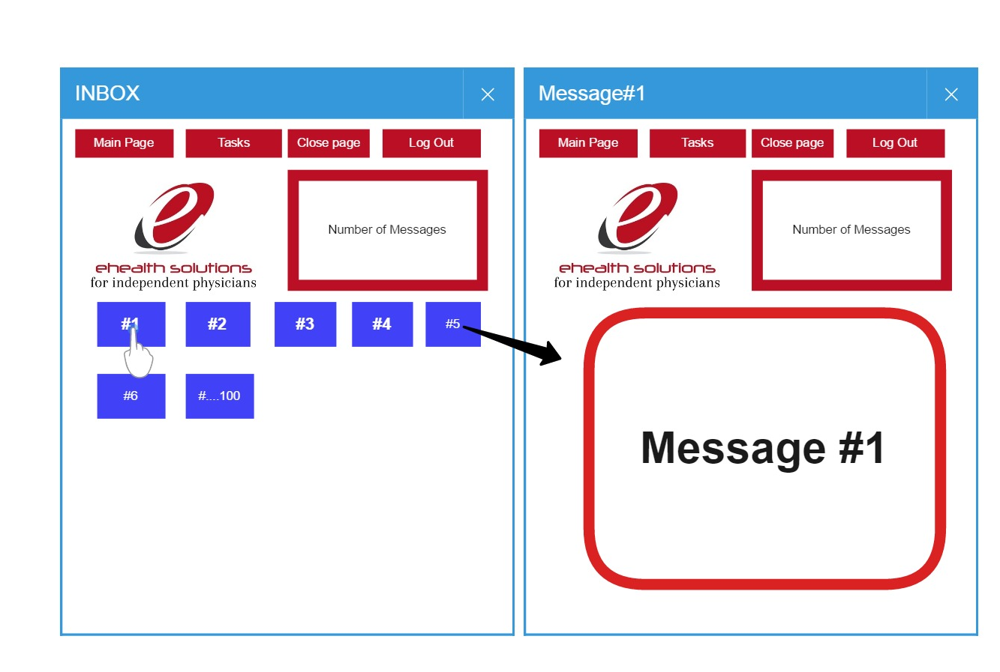 INBOX
Main Page
Tasks
Close page
Log Out
ehealth solutions
for independent physicians
Number of Messages
#1
#2
#3
#4
#5
#6
#....100
Message#1
Main Page
Tasks
Close page
Log Out
ehealth solutions
for independent physicians
Number of Messages
Message #1